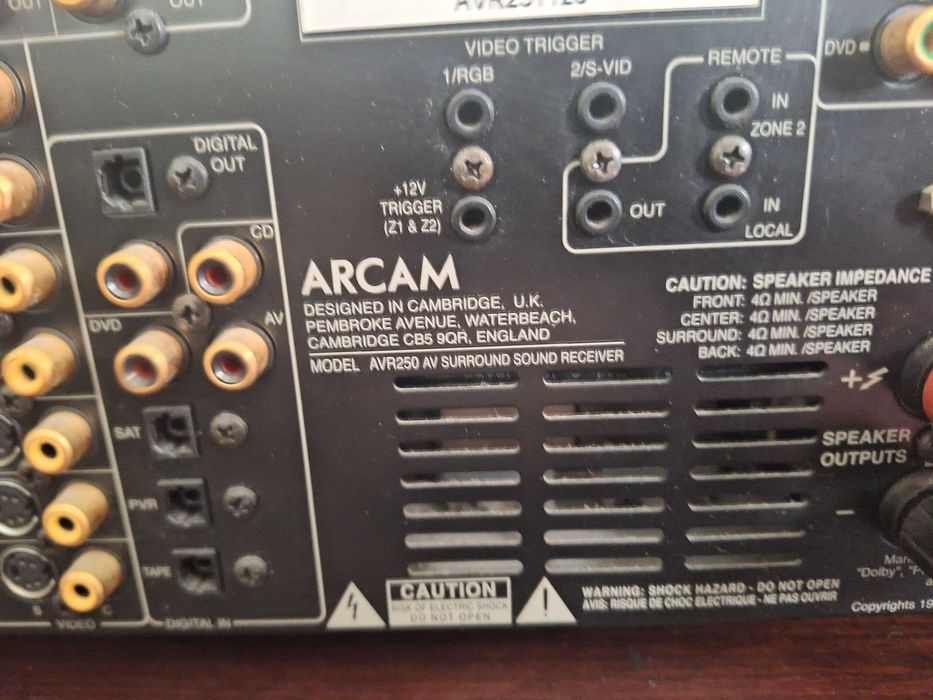 OUT
OUT
VIDEO TRIGGER
1/RGB
2/S-VID
REMOTE
DVD
IN
ZONE 2
DIGITAL
OUT
+12V
TRIGGER
(Z1 & Z2)
OUT
IN
LOCAL
CD
ARCAM
DESIGNED IN CAMBRIDGE, U.K.
PEMBROKE AVENUE, WATERBEACH,
CAMBRIDGE CB5 9QR, ENGLAND
MODEL AVR250 AV SURROUND SOUND RECEIVER
CAUTION: SPEAKER IMPEDANCE
FRONT: 4Ω MIN. /SPEAKER
CENTER: 4Ω MIN. /SPEAKER
SURROUND: 4Ω MIN. /SPEAKER
BACK: 4Ω MIN. /SPEAKER
DVD
AV
SAT
+
SPEAKER
OUTPUTS
-
PVR
TAPE
S
C
VIDEO
DIGITAL IN
CAUTION
RISK OF ELECTRIC SHOCK
DO NOT OPEN
!
WARNING: SHOCK HAZARD - DO NOT OPEN
AVIS: RISQUE DE CHOC ELECTRIQUE - NE PAS OUVRIR
"Dolby",
Copyrights 19